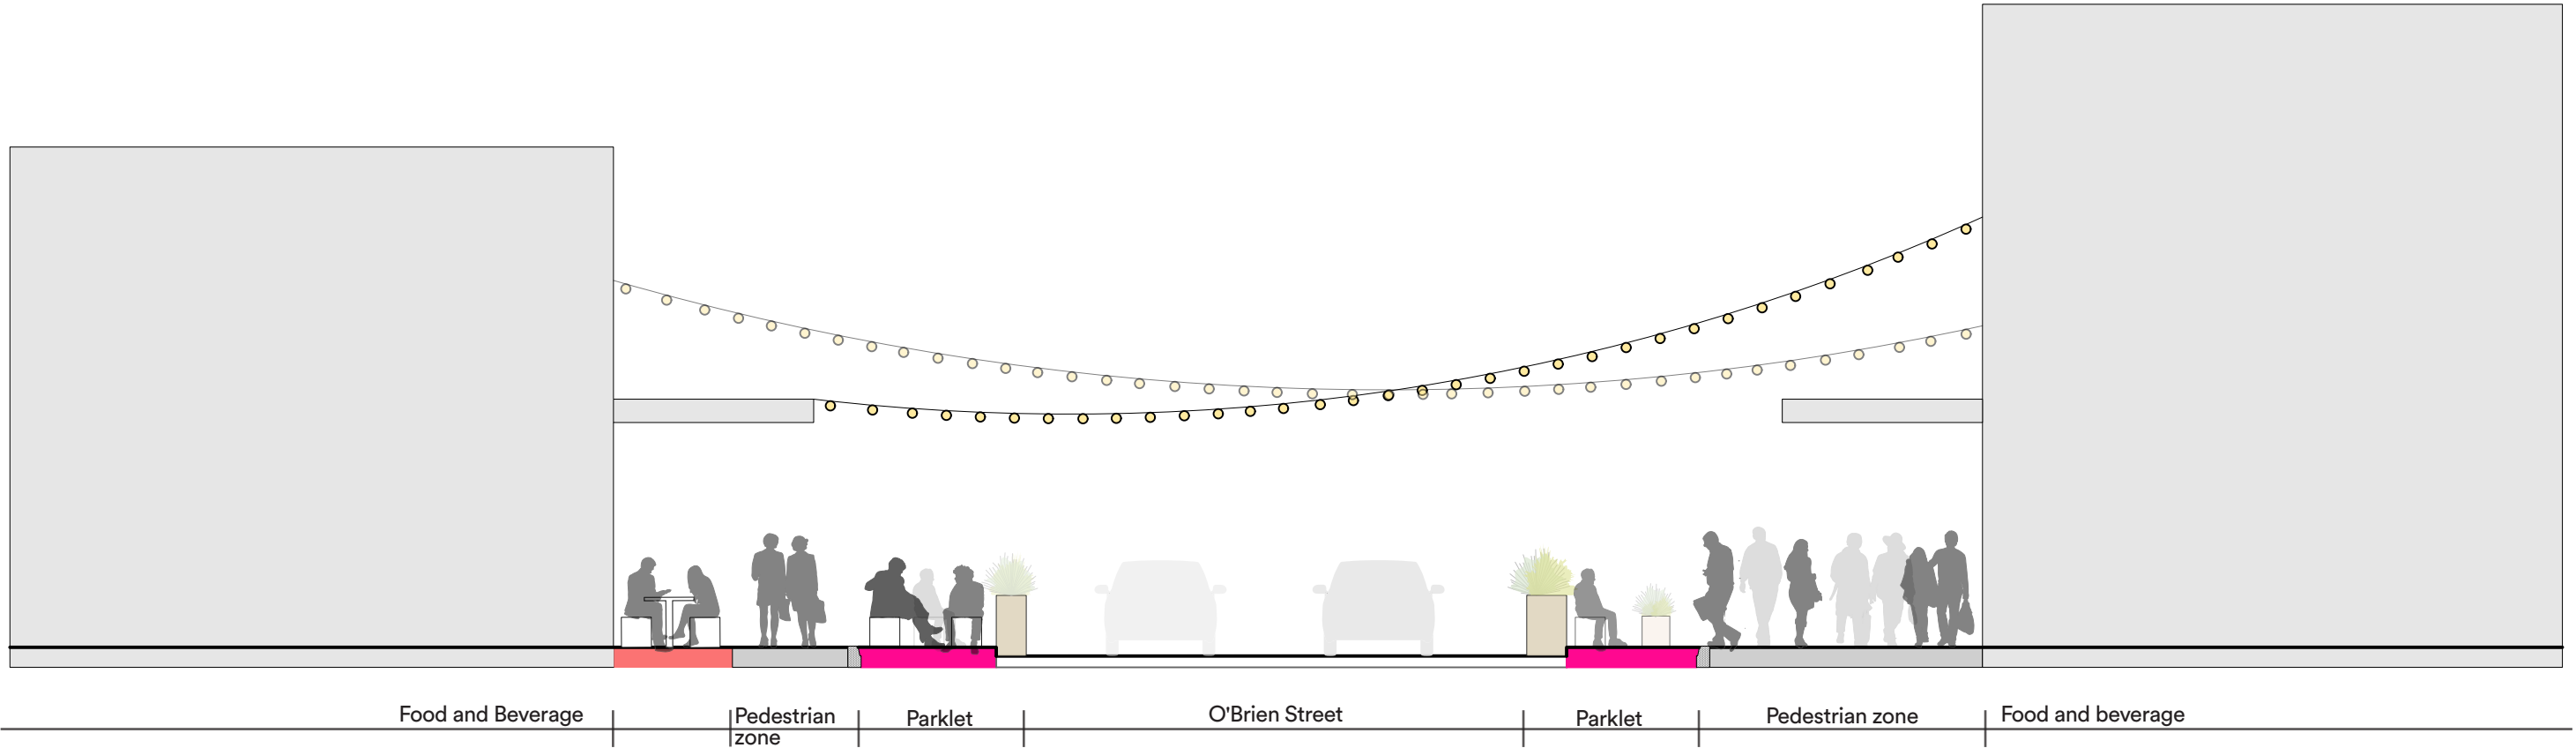 Food and Beverage
Pedestrian
zone
Parklet
O'Brien Street
Parklet
Pedestrian zone
Food and beverage